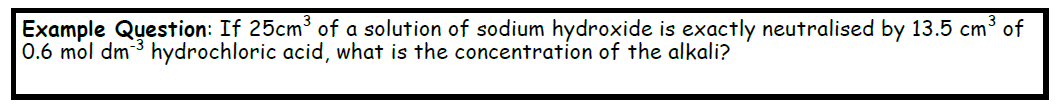 Example Question: If 25cm³ of a solution of sodium hydroxide is exactly neutralised by 13.5 cm³ of
0.6 mol dm⁻³ hydrochloric acid, what is the concentration of the alkali?